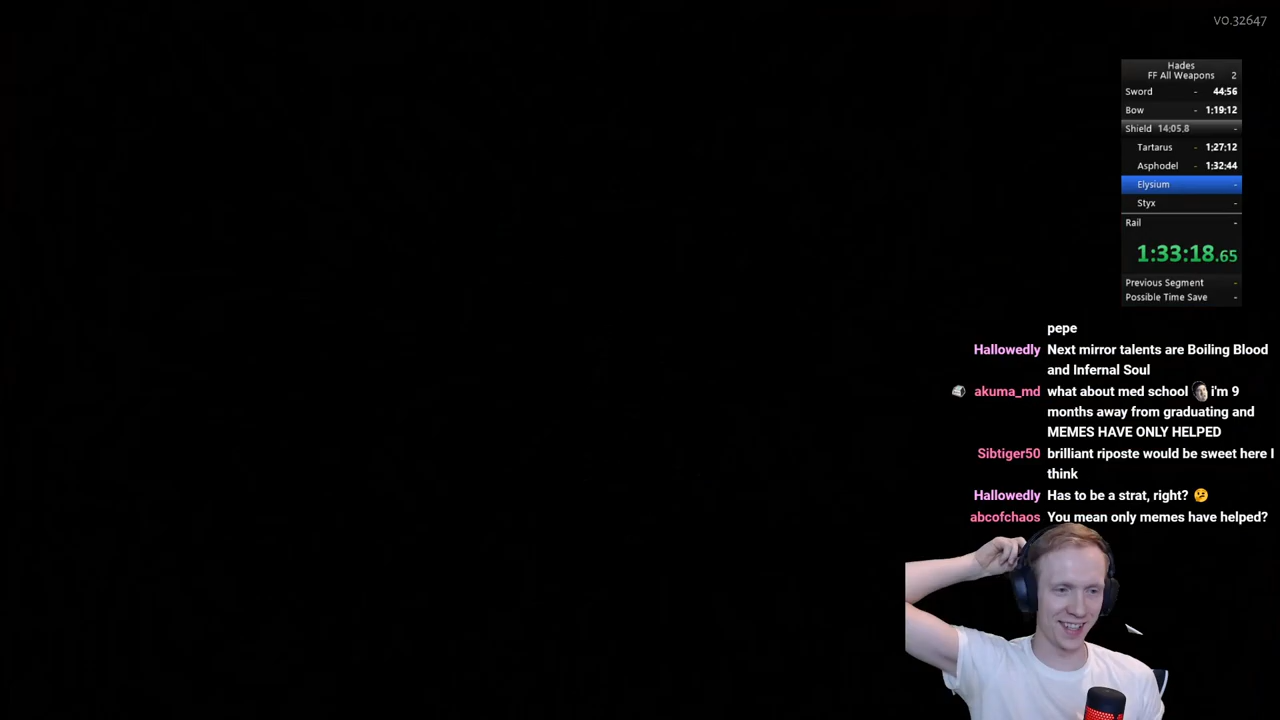 V0.32647
Hades
FF All Weapons 2
Sword - 44:56
Bow - 1:19:12
Shield 14:05.8 -
Tartarus - 1:27:12
Asphodel - 1:32:44
Elysium -
Styx -
Rail -
1:33:18.65
Previous Segment -
Possible Time Save -
pepe
Hallowedly Next mirror talents are Boiling Blood
and Infernal Soul
akuma_md what about med school i'm 9
months away from graduating and
MEMES HAVE ONLY HELPED
Sibtiger50 brilliant riposte would be sweet here I
think
Hallowedly Has to be a strat, right? 🤔
abcofchaos You mean only memes have helped?